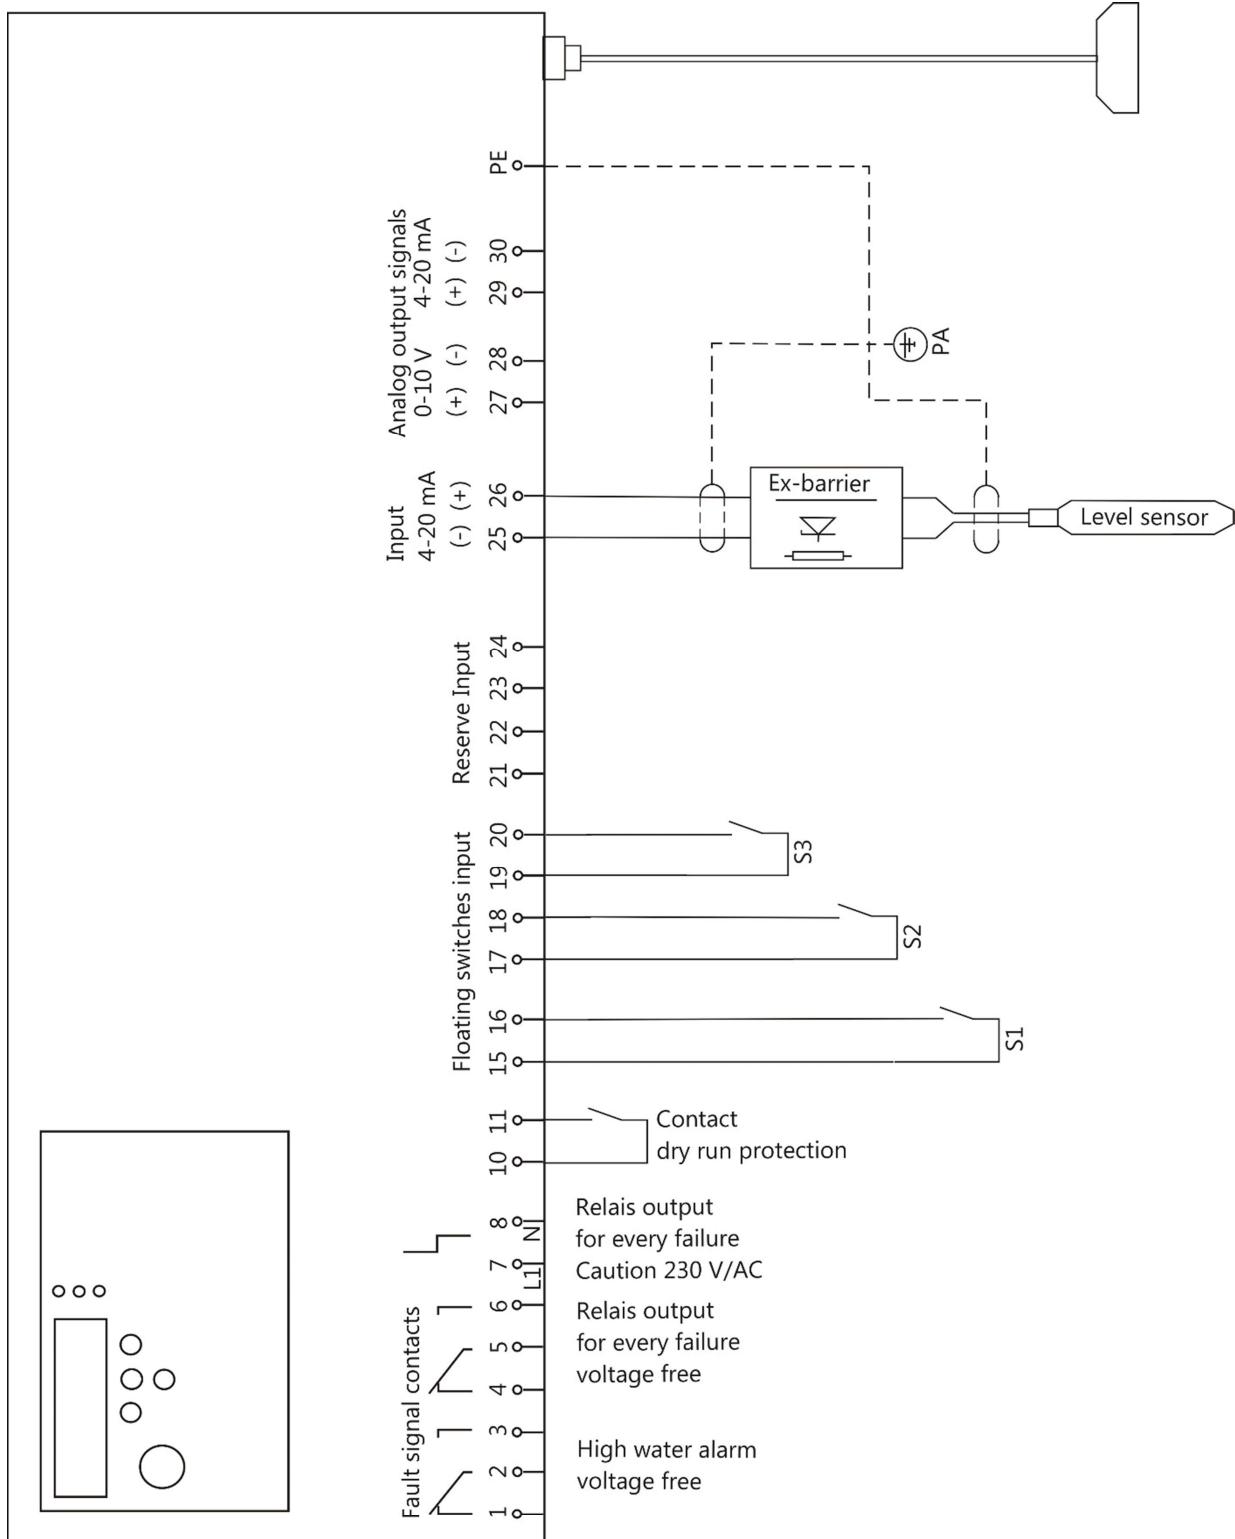 PE
Analog output signals
4-20 mA
(+) (-)
29 30
0-10 V
(+) (-)
27 28
PA
Input
4-20 mA
(-) (+)
25 26
Ex-barrier
Level sensor
Reserve Input
21 22 23 24
Floating switches input
15 16 17 18 19 20
S3
S2
S1
10 11
Contact
dry run protection
7 8
L1 N
Relais output
for every failure
Caution 230 V/AC
Fault signal contacts
4 5 6
Relais output
for every failure
voltage free
1 2 3
High water alarm
voltage free